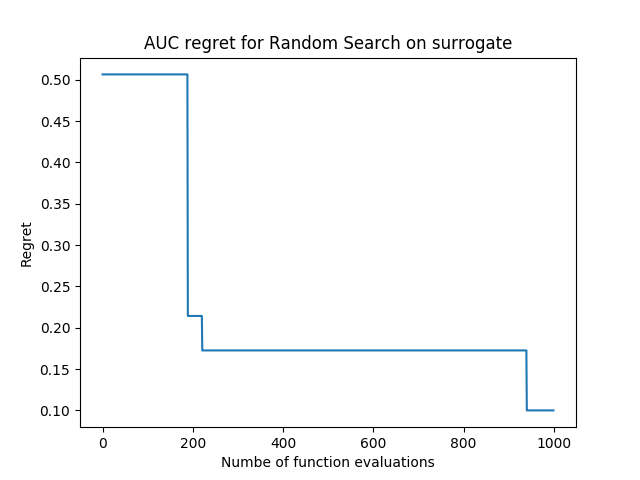 AUC regret for Random Search on surrogate
0.50
0.45
0.40
0.35
0.30
0.25
0.20
0.15
0.10
Regret
0 200 400 600 800 1000
Numbe of function evaluations